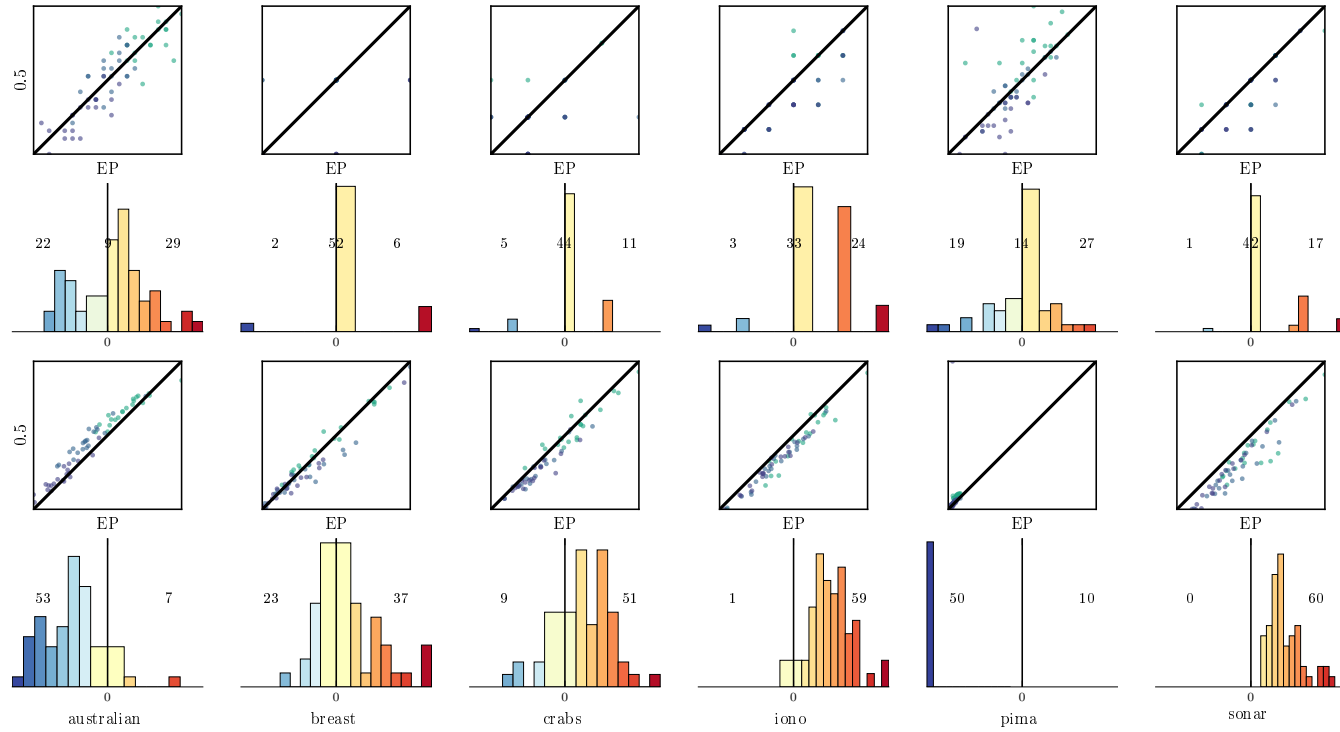 0.5
EP EP EP EP EP EP
22 9 29 2 52 6 5 44 11 3 33 24 19 14 27 1 42 17
0 0 0 0 0 0
0.5
EP EP EP EP EP EP
53 7 23 37 9 51 1 59 50 10 0 60
0 0 0 0 0 0
australian breast crabs iono pima sonar